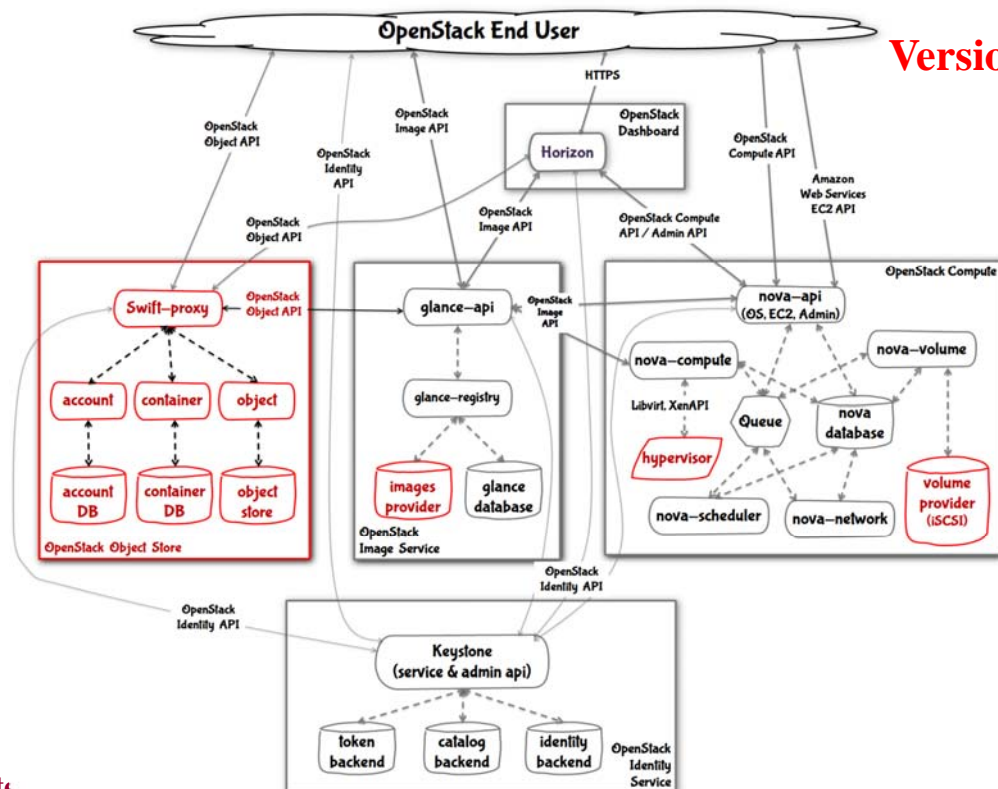 OpenStack End User
Versio
HTTPS
OpenStack
Object API
OpenStack
Identity
API
OpenStack
Image API
OpenStack
Dashboard
Horizon
OpenStack
Compute API
Amazon
Web Services
EC2 API
OpenStack
Object API
OpenStack
Image API
OpenStack Compute
API / Admin API
OpenStack Compute
Swift-proxy
OpenStack
Object API
glance-api
OpenStack
Image
API
nova-api
(OS, EC2, Admin)
nova-compute
nova-volume
account
container
object
glance-registry
Libvirt, XenAPI
Queue
nova
database
hypervisor
account
DB
container
DB
object
store
images
provider
glance
database
volume
provider
(iSCSI)
nova-scheduler
nova-network
OpenStack Object Store
OpenStack
Image Service
OpenStack
Identity API
OpenStack
Identity API
Keystone
(service & admin api)
token
backend
catalog
backend
identity
backend
OpenStack
Identity
Service